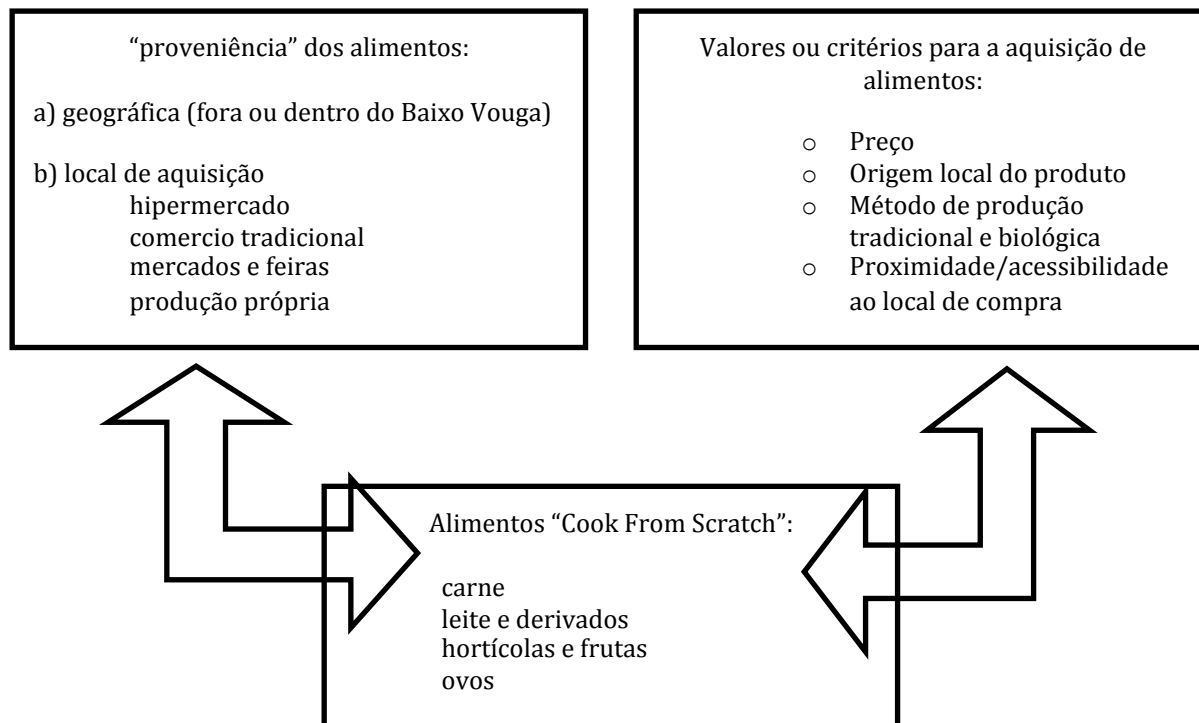 “proveniência” dos alimentos:
a) geográfica (fora ou dentro do Baixo Vouga)
b) local de aquisição
hipermercado
comercio tradicional
mercados e feiras
produção própria
Valores ou critérios para a aquisição de
alimentos:
o Preço
o Origem local do produto
o Método de produção
tradicional e biológica
o Proximidade/acessibilidade
ao local de compra
Alimentos “Cook From Scratch”:
carne
leite e derivados
hortícolas e frutas
ovos